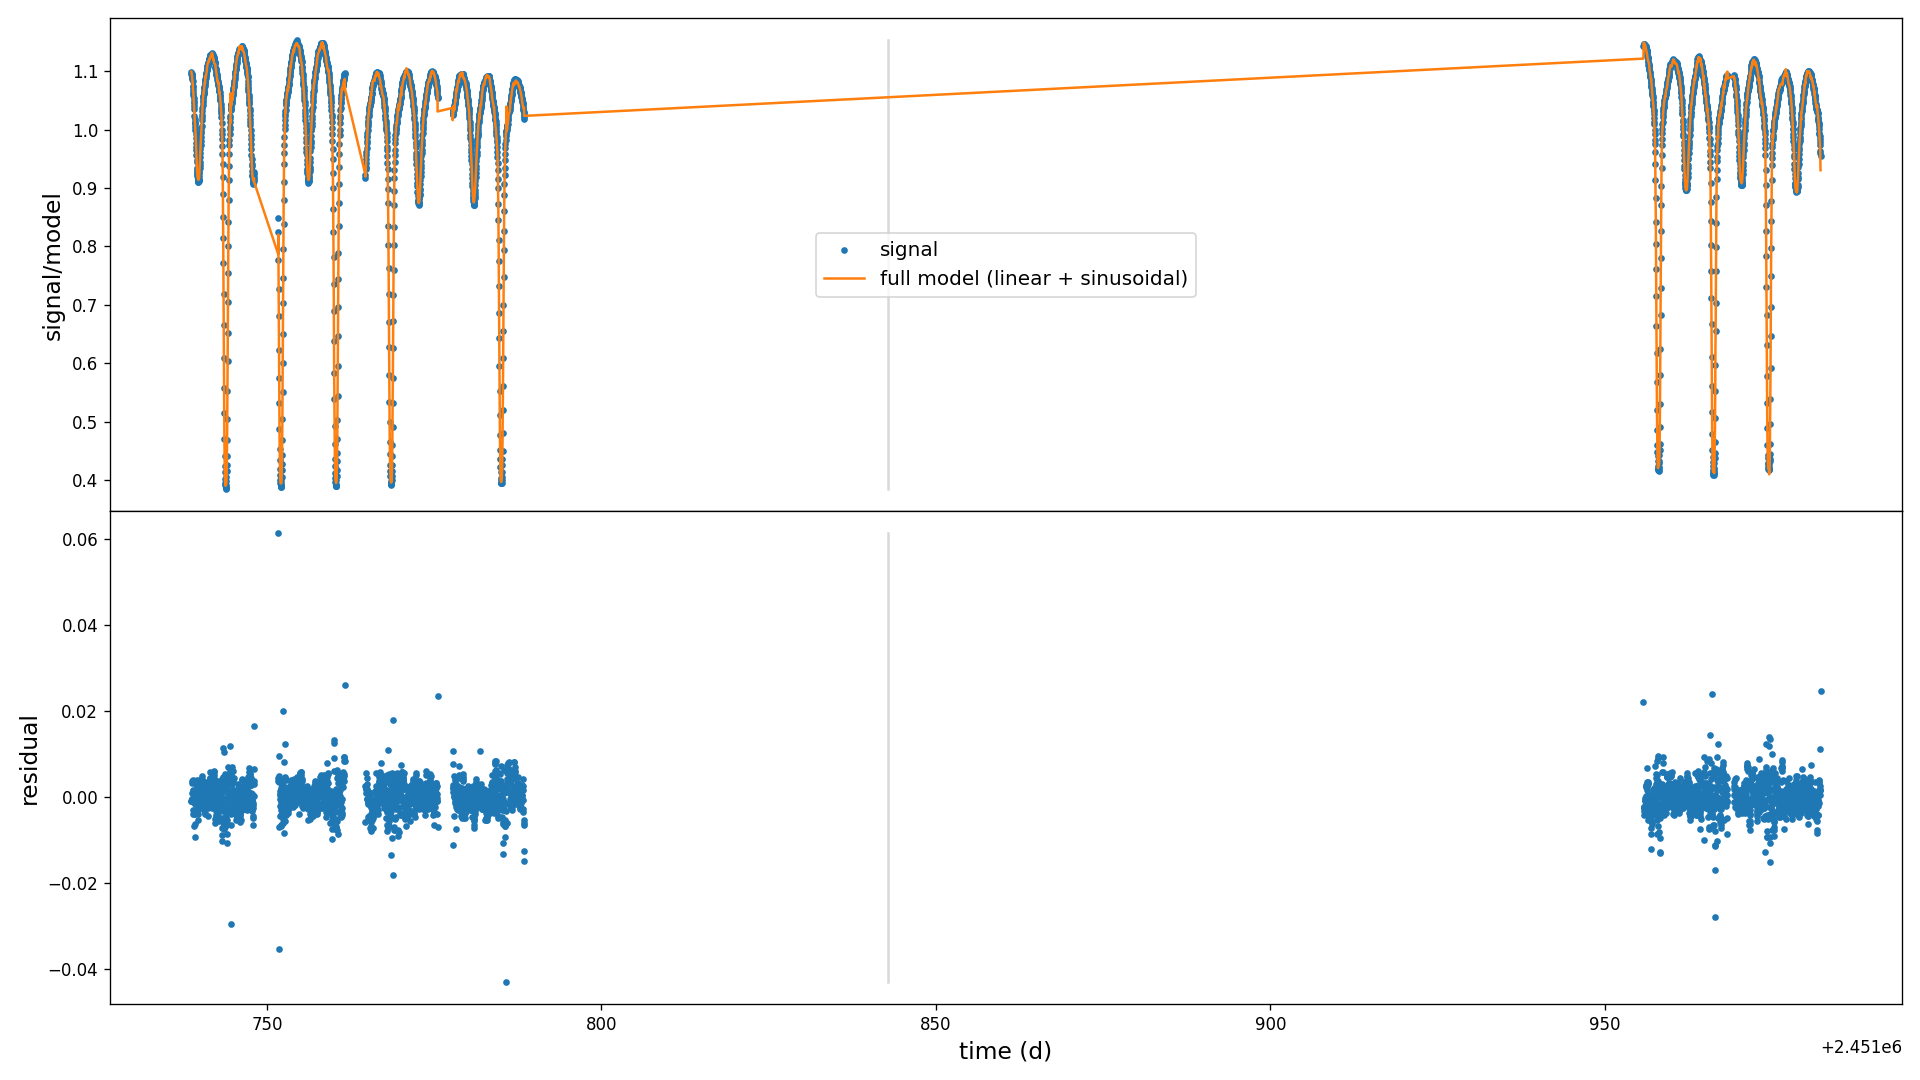 1.1
1.0
0.9
0.8
0.7
0.6
0.5
0.4
signal/model
signal
full model (linear + sinusoidal)
0.06
0.04
0.02
0.00
−0.02
−0.04
residual
750 800 850 900 950
time (d)
+2.451e6